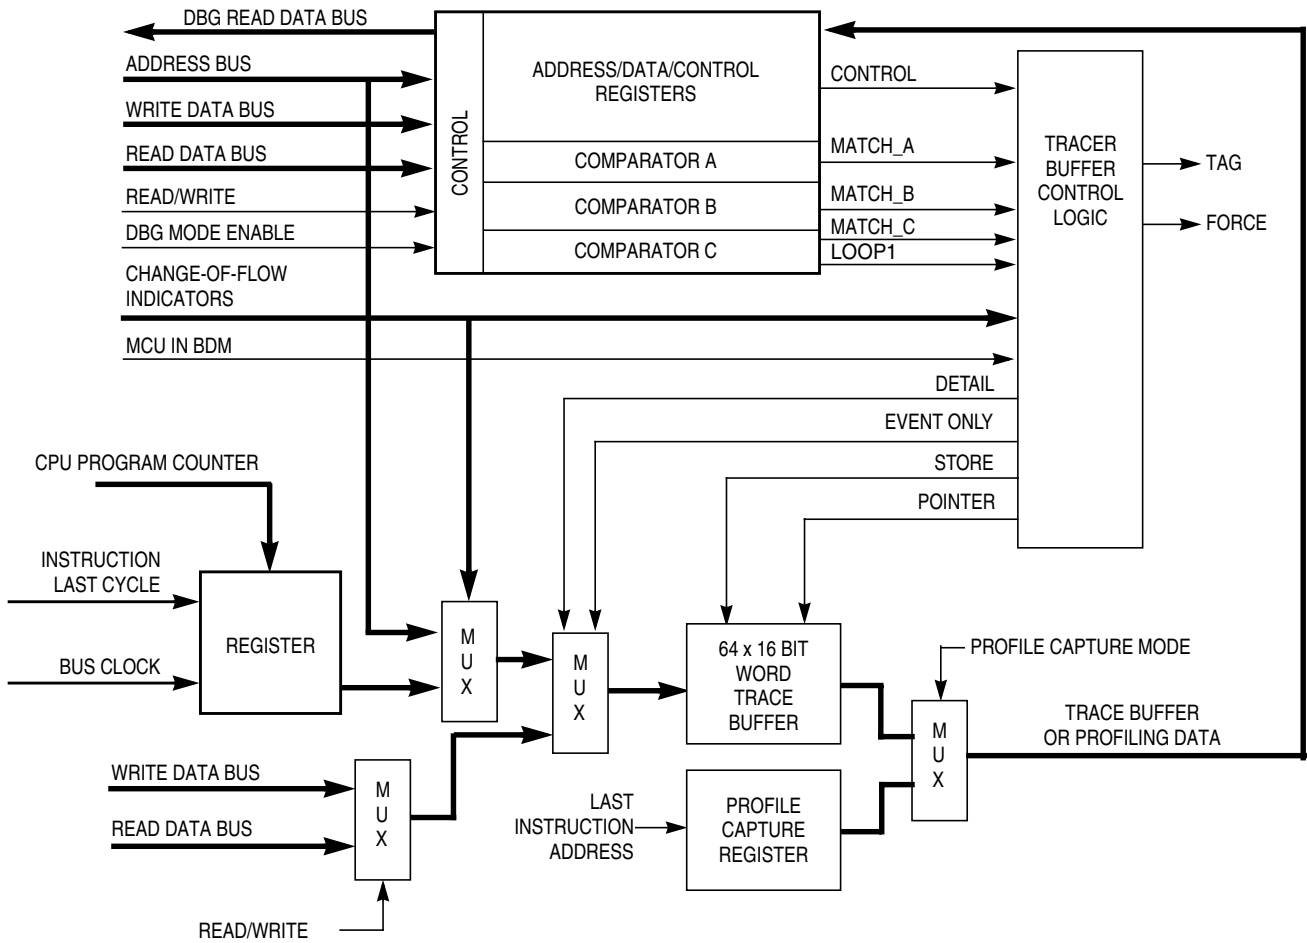 DBG READ DATA BUS
ADDRESS BUS
WRITE DATA BUS
READ DATA BUS
READ/WRITE
DBG MODE ENABLE
CHANGE-OF-FLOW
INDICATORS
MCU IN BDM
CONTROL
ADDRESS/DATA/CONTROL
REGISTERS
COMPARATOR A
COMPARATOR B
COMPARATOR C
CONTROL
MATCH_A
MATCH_B
MATCH_C
LOOP1
TRACER
BUFFER
CONTROL
LOGIC
TAG
FORCE
DETAIL
EVENT ONLY
STORE
POINTER
CPU PROGRAM COUNTER
INSTRUCTION
LAST CYCLE
BUS CLOCK
REGISTER
M
U
X
M
U
X
64 x 16 BIT
WORD
TRACE
BUFFER
PROFILE CAPTURE MODE
M
U
X
TRACE BUFFER
OR PROFILING DATA
WRITE DATA BUS
READ DATA BUS
M
U
X
READ/WRITE
LAST
INSTRUCTION
ADDRESS
PROFILE
CAPTURE
REGISTER